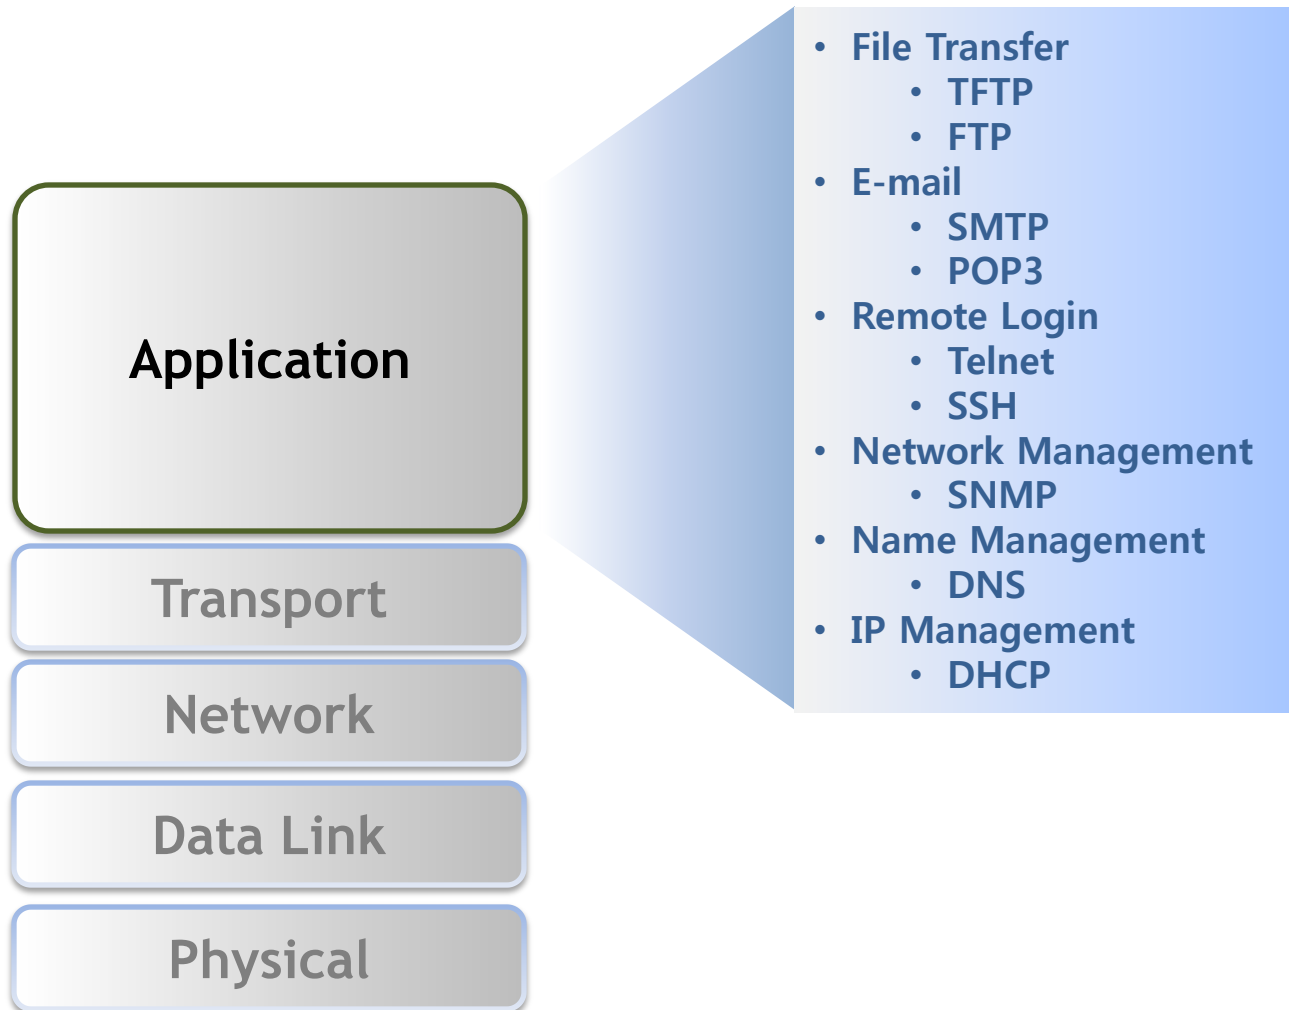 Application
Transport
Network
Data Link
Physical
• File Transfer
• TFTP
• FTP
• E-mail
• SMTP
• POP3
• Remote Login
• Telnet
• SSH
• Network Management
• SNMP
• Name Management
• DNS
• IP Management
• DHCP